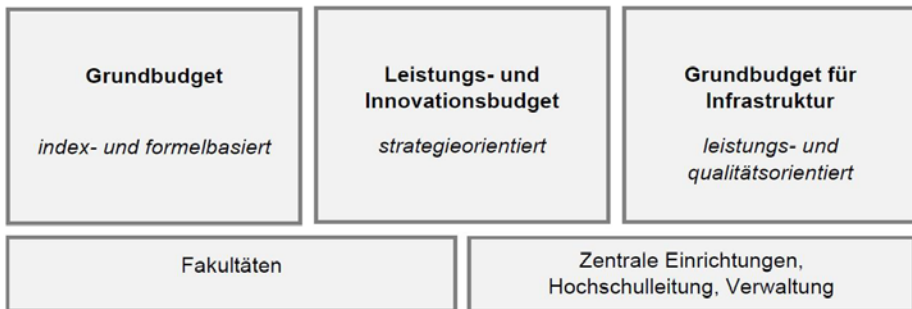 Grundbudget
index- und formelbasiert
Leistungs- und
Innovationsbudget
strategieorientiert
Grundbudget für
Infrastruktur
leistungs- und
qualitätsorientiert
Fakultäten
Zentrale Einrichtungen,
Hochschulleitung, Verwaltung